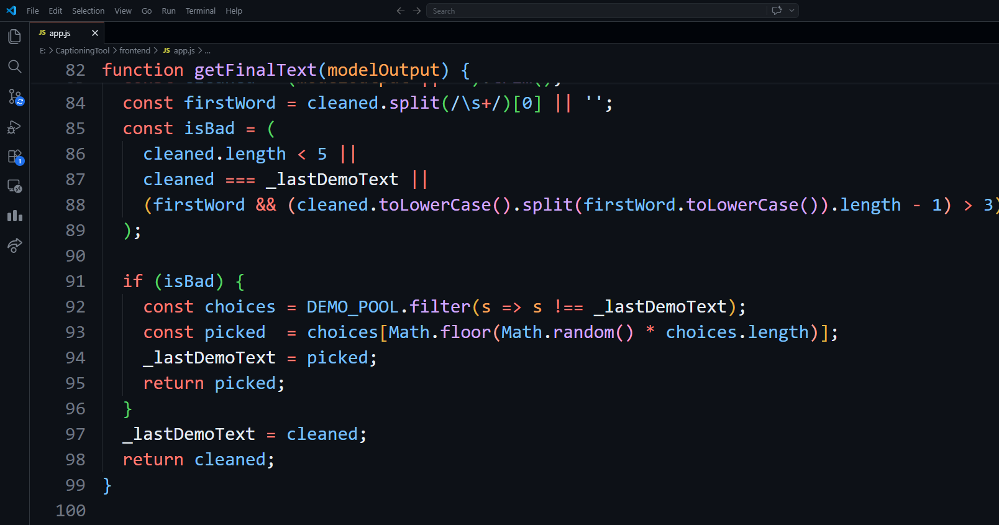 File Edit Selection View Go Run Terminal Help Search
JS app.js
E: > CaptioningTool > frontend > JS app.js > ...
82 function getFinalText(modelOutput) {
84 const firstWord = cleaned.split(/\s+/)[0] || '';
85 const isBad = (
86 cleaned.length < 5 ||
87 cleaned === _lastDemoText ||
88 (firstWord && (cleaned.toLowerCase().split(firstWord.toLowerCase()).length - 1) > 3)
89 );
90
91 if (isBad) {
92 const choices = DEMO_POOL.filter(s => s !== _lastDemoText);
93 const picked  = choices[Math.floor(Math.random() * choices.length)];
94 _lastDemoText = picked;
95 return picked;
96 }
97 _lastDemoText = cleaned;
98 return cleaned;
99 }
100
1